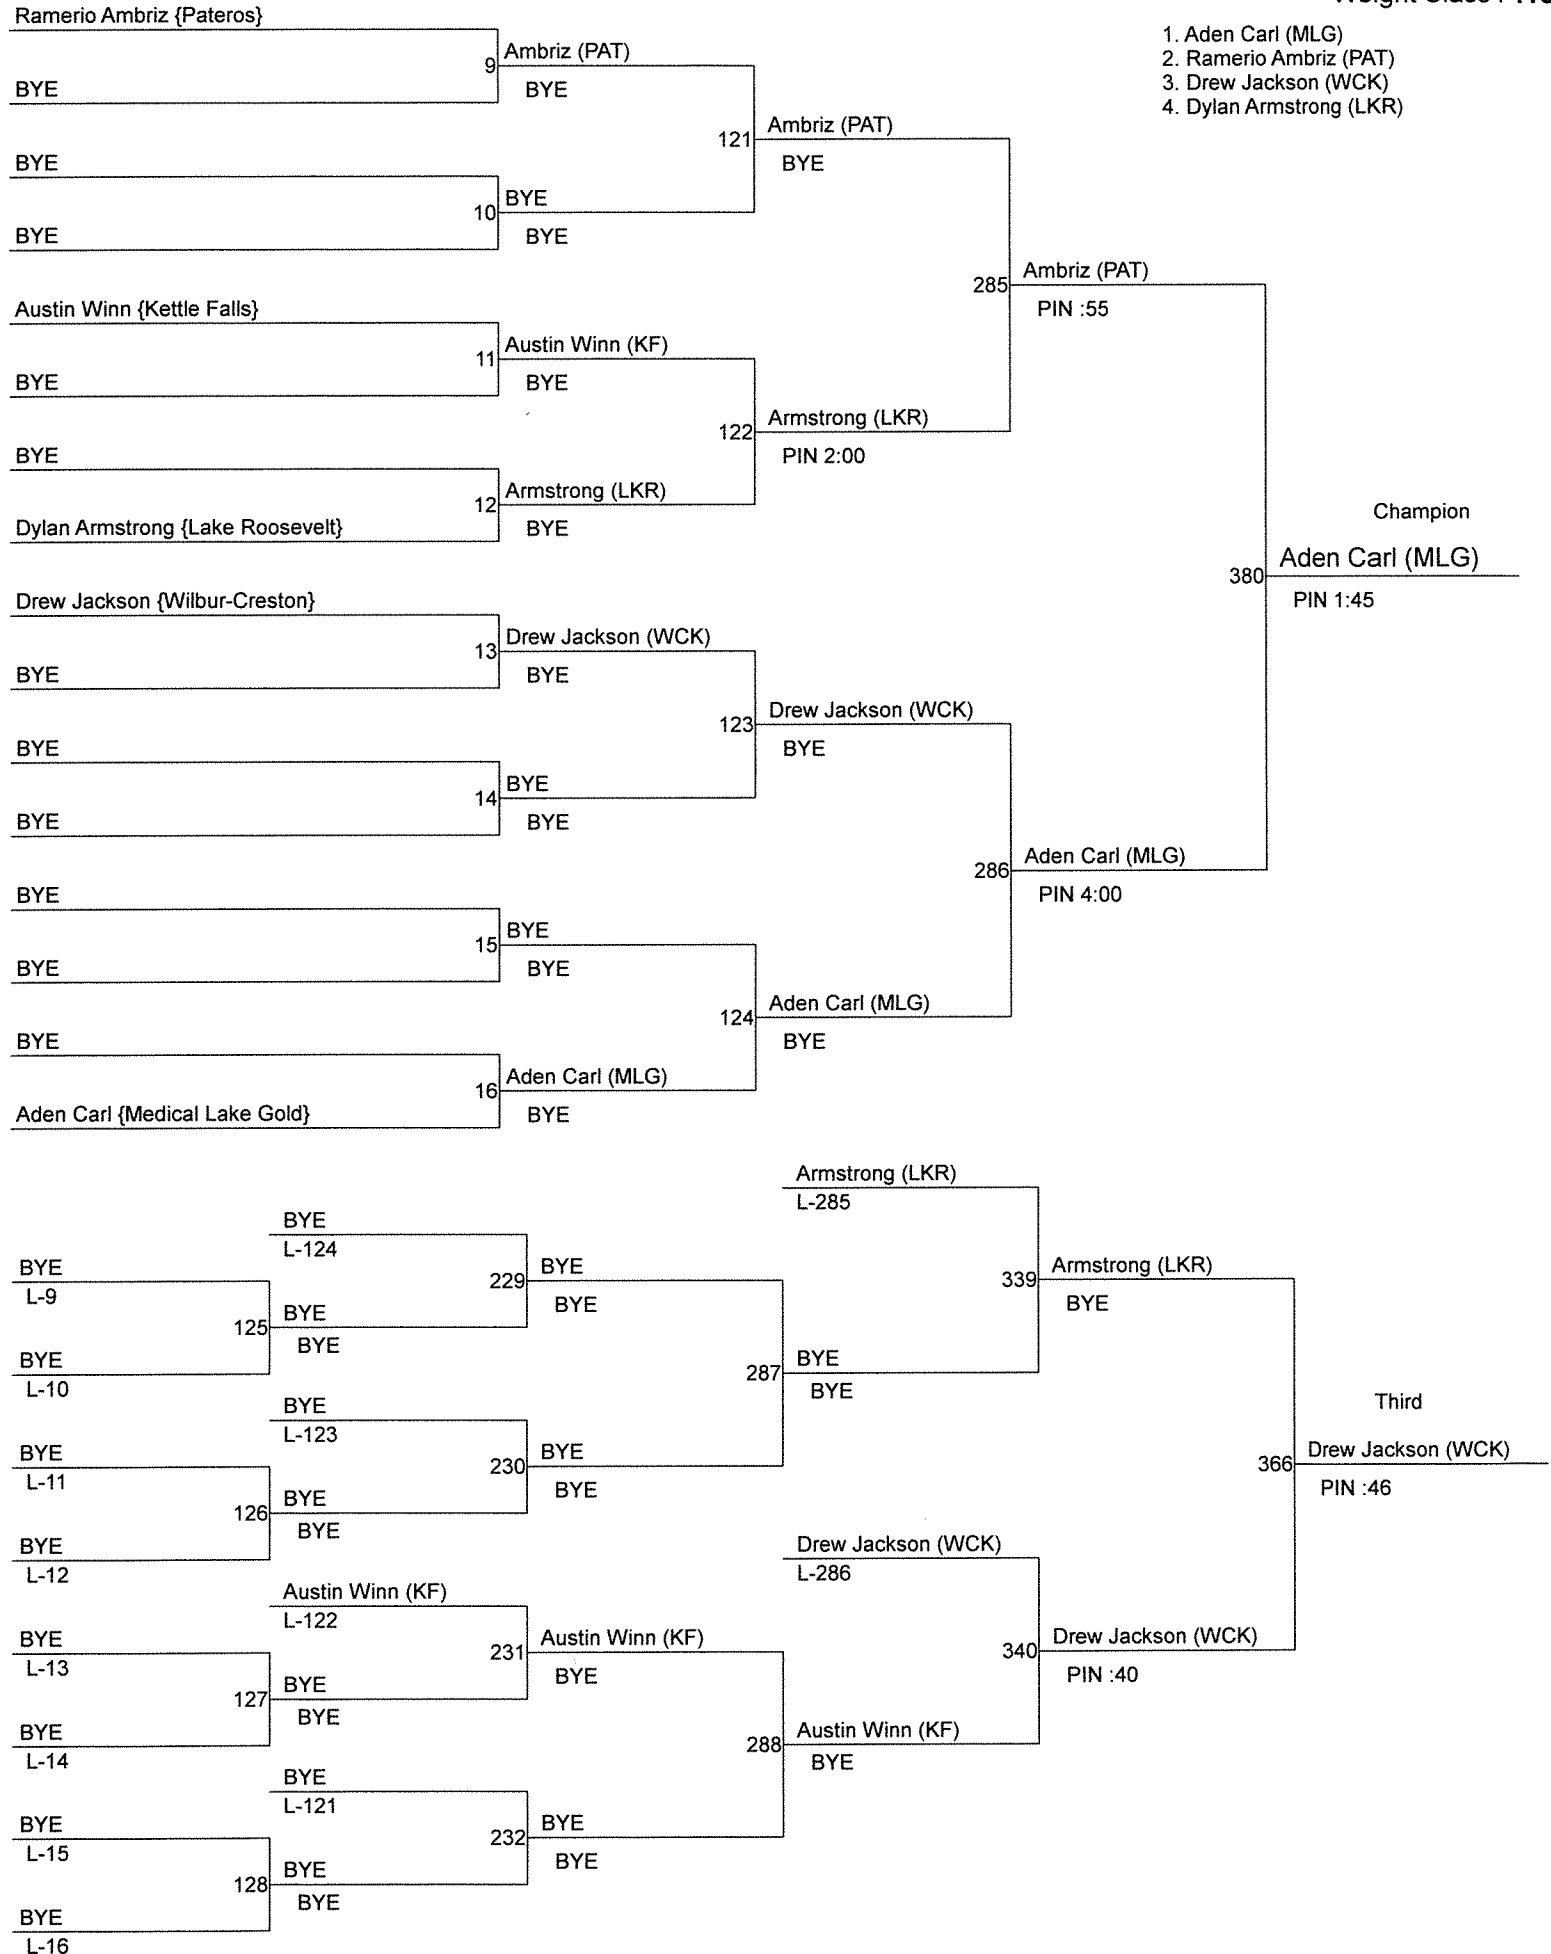 1. Aden Carl (MLG)
2. Ramerio Ambriz (PAT)
3. Drew Jackson (WCK)
4. Dylan Armstrong (LKR)
Ramerio Ambriz {Pateros}
9
Ambriz (PAT)
BYE
BYE
121
Ambriz (PAT)
BYE
BYE
10
BYE
BYE
BYE
285
Ambriz (PAT)
PIN :55
Austin Winn {Kettle Falls}
11
Austin Winn (KF)
BYE
BYE
122
Armstrong (LKR)
PIN 2:00
BYE
12
Armstrong (LKR)
BYE
Dylan Armstrong {Lake Roosevelt}
Champion
380
Aden Carl (MLG)
PIN 1:45
Drew Jackson {Wilbur-Creston}
13
Drew Jackson (WCK)
BYE
BYE
123
Drew Jackson (WCK)
BYE
BYE
14
BYE
BYE
BYE
286
Aden Carl (MLG)
PIN 4:00
BYE
15
BYE
BYE
BYE
124
Aden Carl (MLG)
BYE
BYE
16
Aden Carl (MLG)
BYE
Aden Carl {Medical Lake Gold}
Armstrong (LKR)
L-285
BYE
L-124
BYE
L-9
229
BYE
BYE
339
Armstrong (LKR)
BYE
125
BYE
BYE
BYE
L-10
287
BYE
BYE
BYE
L-123
Third
BYE
L-11
230
BYE
BYE
366
Drew Jackson (WCK)
PIN :46
126
BYE
BYE
BYE
L-12
Drew Jackson (WCK)
L-286
Austin Winn (KF)
L-122
BYE
L-13
231
Austin Winn (KF)
BYE
340
Drew Jackson (WCK)
PIN :40
127
BYE
BYE
BYE
L-14
288
Austin Winn (KF)
BYE
BYE
L-121
BYE
L-15
232
BYE
BYE
128
BYE
BYE
BYE
L-16